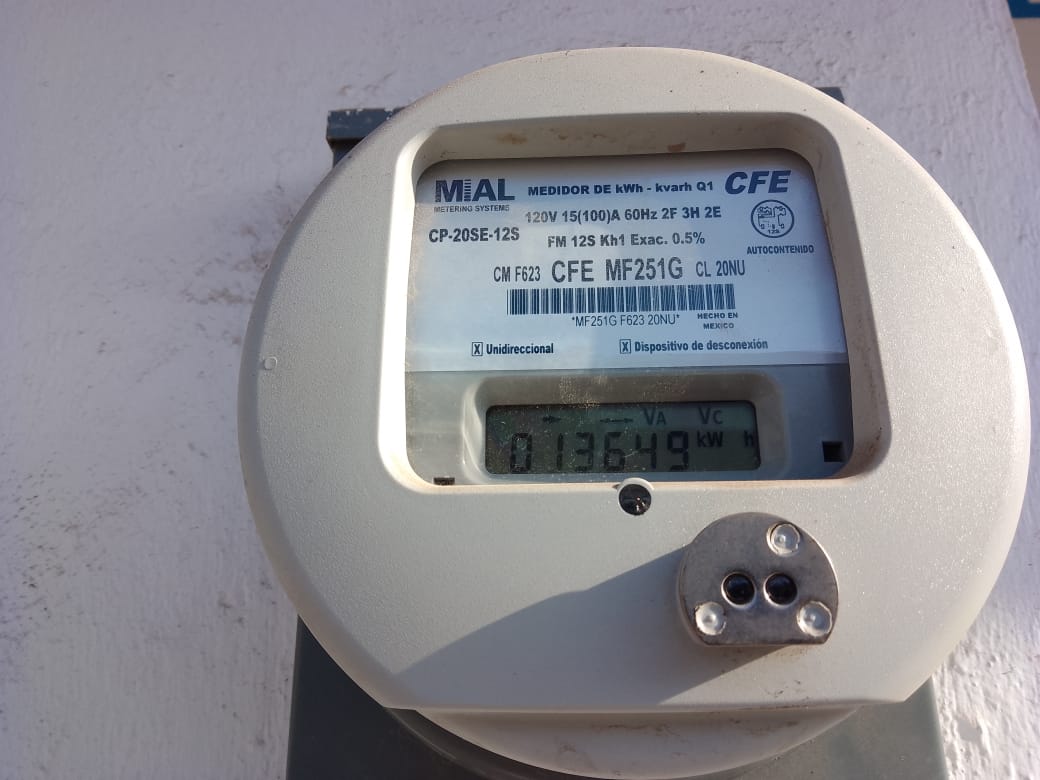 MIAL MEDIDOR DE kWh - kvarh Q1 CFE
METERING SYSTEMS
120V 15(100)A 60Hz 2F 3H 2E
12S
CP-20SE-12S FM 12S Kh1 Exac. 0.5% AUTOCONTENIDO
CM F623 CFE MF251G CL 20NU
*MF251G F623 20NU* HECHO EN
MEXICO
X Unidireccional X Dispositivo de desconexión
VA VC
013649 kW h